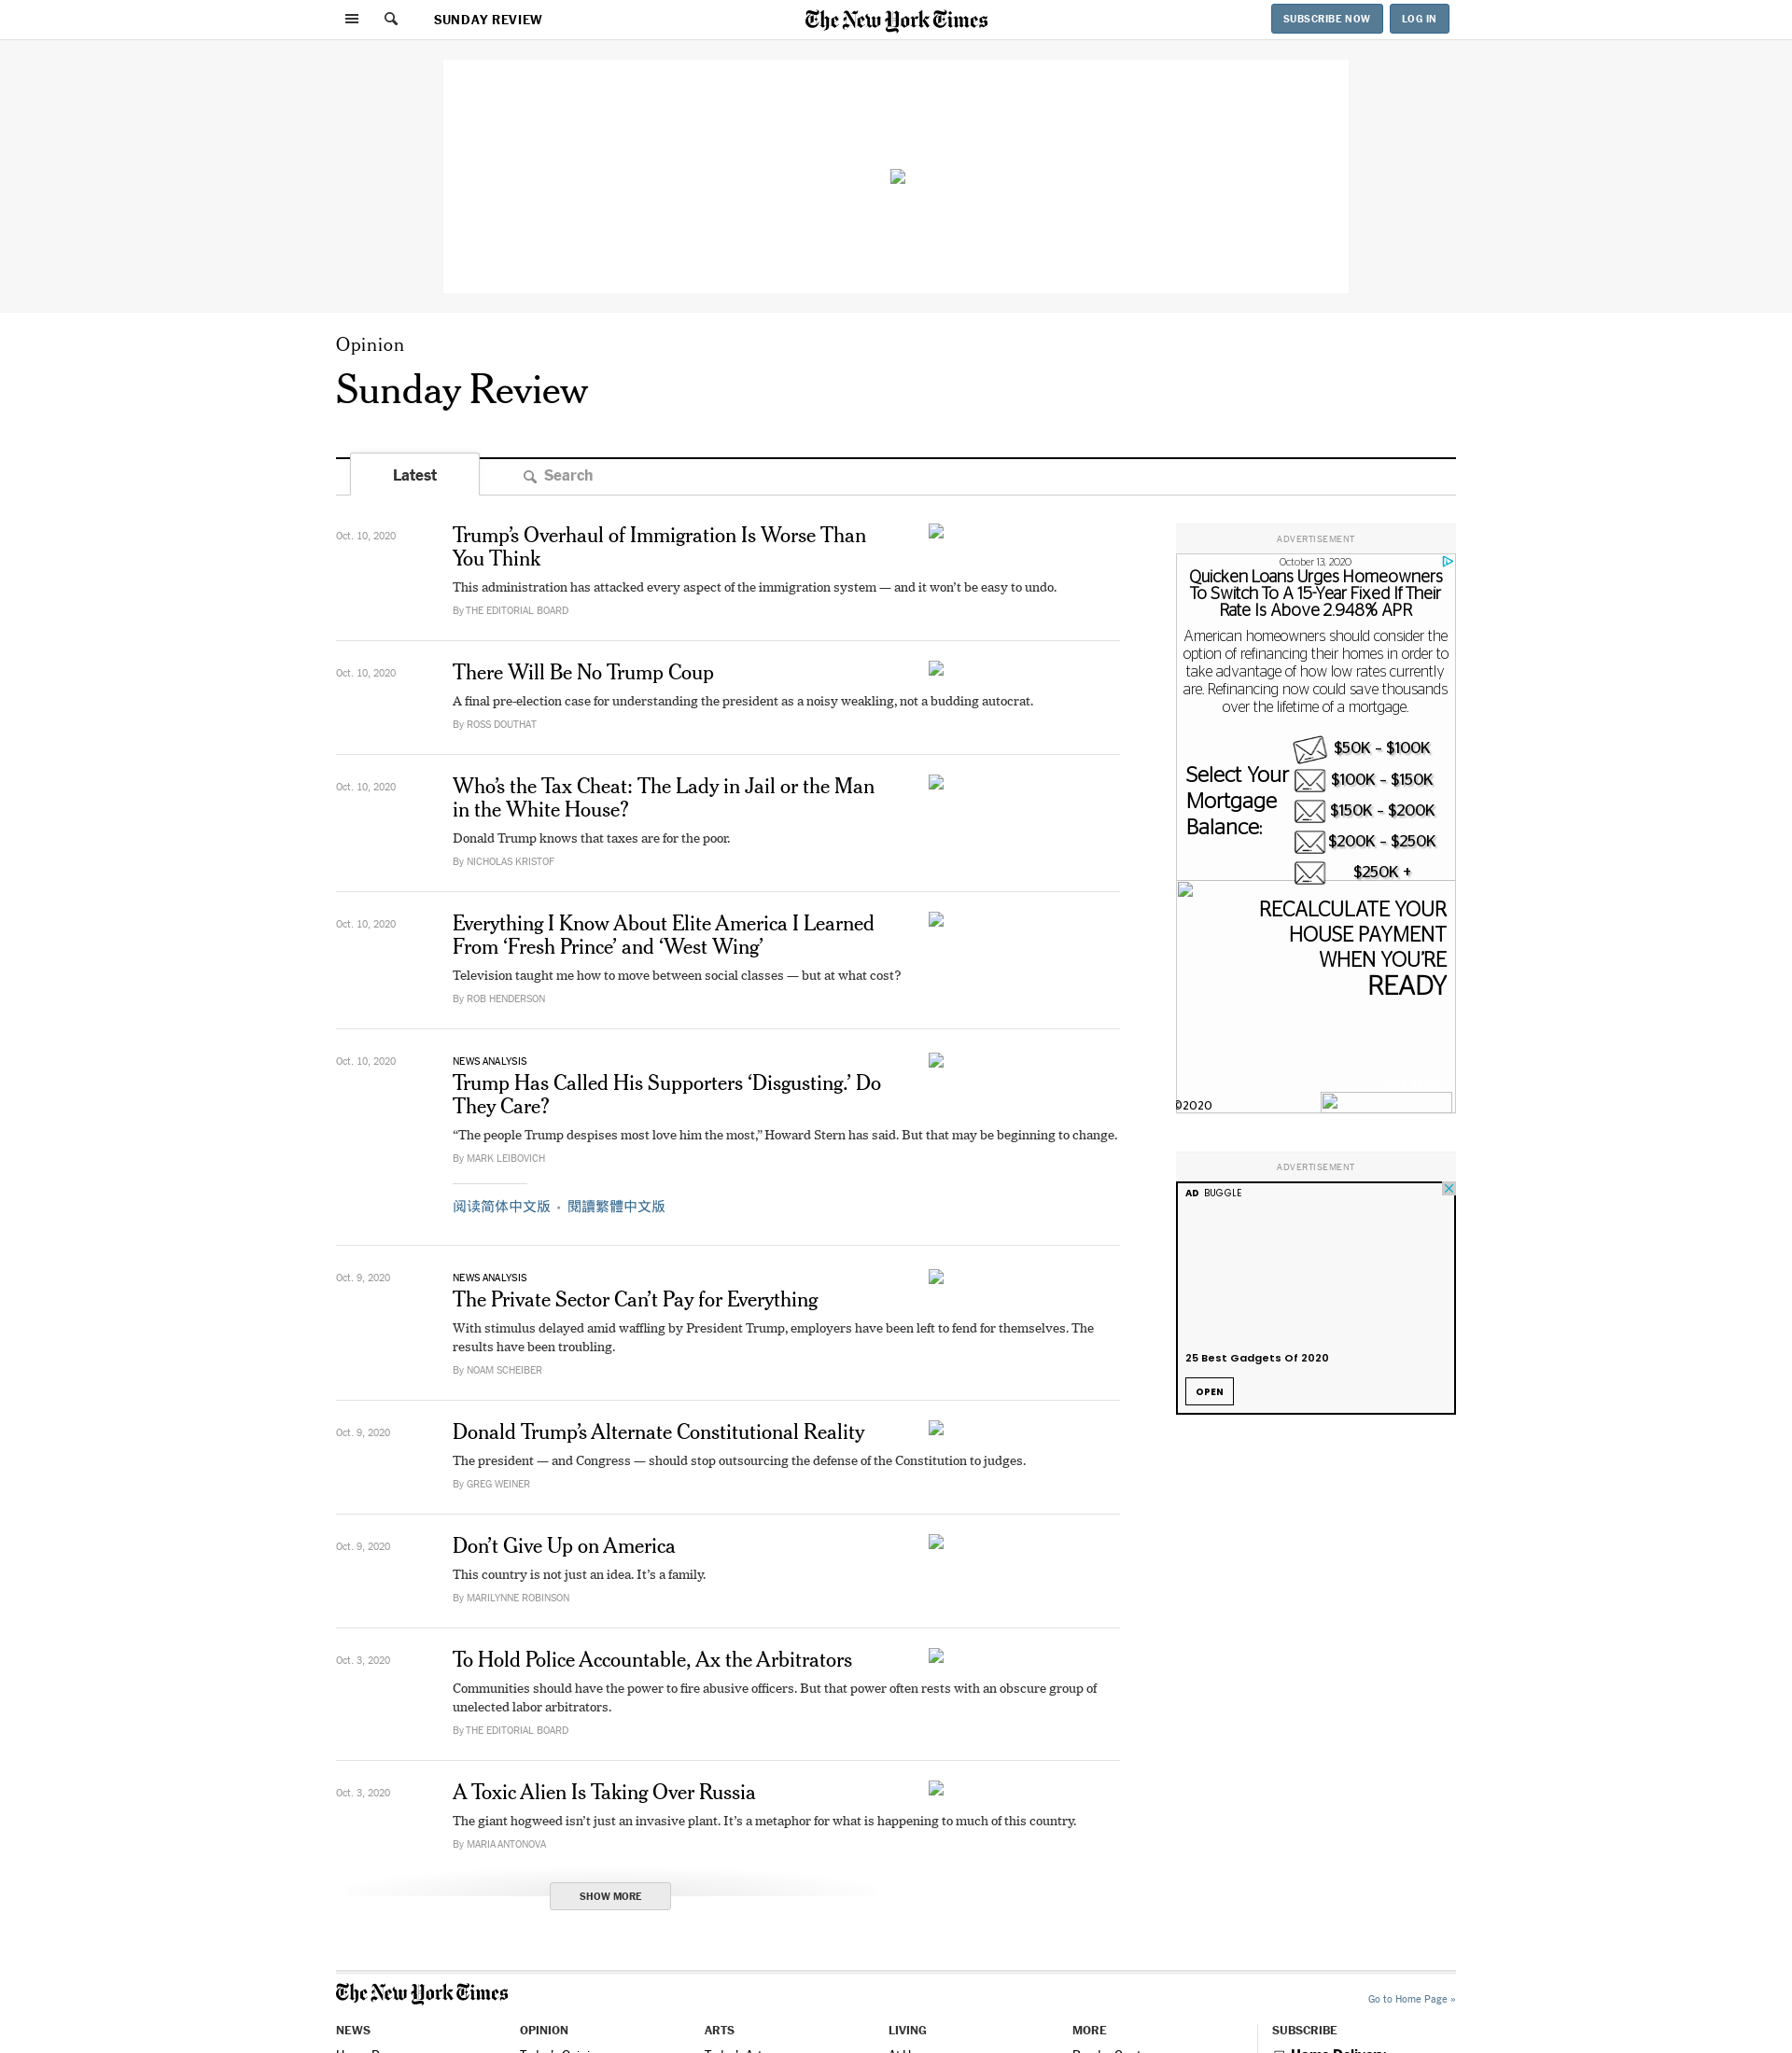 SUNDAY REVIEW
The New York Times
SUBSCRIBE NOW
LOG IN
Opinion
Sunday Review
Latest
Search
Oct. 10, 2020
Trump’s Overhaul of Immigration Is Worse Than
You Think
This administration has attacked every aspect of the immigration system — and it won’t be easy to undo.
By THE EDITORIAL BOARD
Oct. 10, 2020
There Will Be No Trump Coup
A final pre-election case for understanding the president as a noisy weakling, not a budding autocrat.
By ROSS DOUTHAT
Oct. 10, 2020
Who’s the Tax Cheat: The Lady in Jail or the Man
in the White House?
Donald Trump knows that taxes are for the poor.
By NICHOLAS KRISTOF
Oct. 10, 2020
Everything I Know About Elite America I Learned
From ‘Fresh Prince’ and ‘West Wing’
Television taught me how to move between social classes — but at what cost?
By ROB HENDERSON
Oct. 10, 2020
NEWS ANALYSIS
Trump Has Called His Supporters ‘Disgusting.’ Do
They Care?
“The people Trump despises most love him the most,” Howard Stern has said. But that may be beginning to change.
By MARK LEIBOVICH
阅读简体中文版 • 閱讀繁體中文版
Oct. 9, 2020
NEWS ANALYSIS
The Private Sector Can’t Pay for Everything
With stimulus delayed amid waffling by President Trump, employers have been left to fend for themselves. The
results have been troubling.
By NOAM SCHEIBER
Oct. 9, 2020
Donald Trump’s Alternate Constitutional Reality
The president — and Congress — should stop outsourcing the defense of the Constitution to judges.
By GREG WEINER
Oct. 9, 2020
Don’t Give Up on America
This country is not just an idea. It’s a family.
By MARILYNNE ROBINSON
Oct. 3, 2020
To Hold Police Accountable, Ax the Arbitrators
Communities should have the power to fire abusive officers. But that power often rests with an obscure group of
unelected labor arbitrators.
By THE EDITORIAL BOARD
Oct. 3, 2020
A Toxic Alien Is Taking Over Russia
The giant hogweed isn’t just an invasive plant. It’s a metaphor for what is happening to much of this country.
By MARIA ANTONOVA
SHOW MORE
ADVERTISEMENT
October 13, 2020
Quicken Loans Urges Homeowners
To Switch To A 15-Year Fixed If Their
Rate Is Above 2.948% APR
American homeowners should consider the
option of refinancing their homes in order to
take advantage of how low rates currently
are. Refinancing now could save thousands
over the lifetime of a mortgage.
Select Your
Mortgage
Balance:
$50K - $100K
$100K - $150K
$150K - $200K
$200K - $250K
$250K +
RECALCULATE YOUR
HOUSE PAYMENT
WHEN YOU’RE
READY
©2020
ADVERTISEMENT
AD BUGGLE
25 Best Gadgets Of 2020
OPEN
The New York Times
Go to Home Page »
NEWS
OPINION
ARTS
LIVING
MORE
SUBSCRIBE